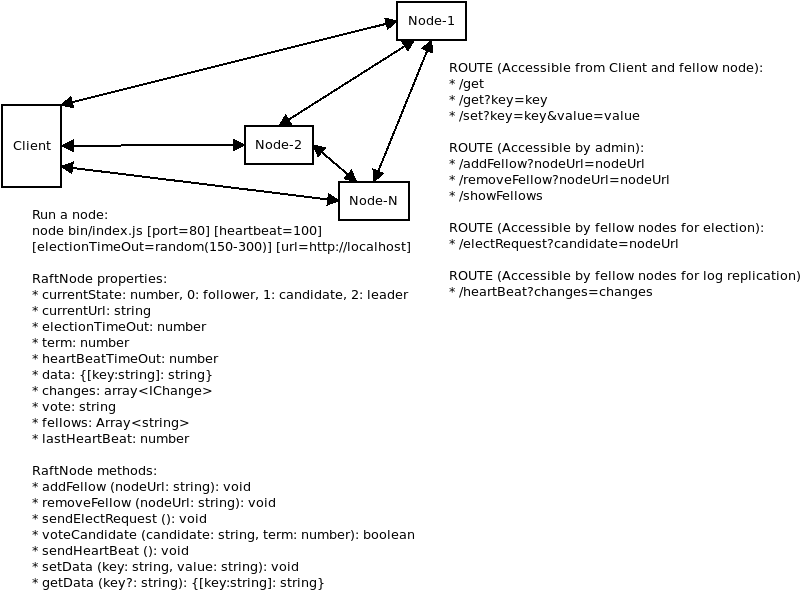 Node-1
Client
Node-2
Node-N
ROUTE (Accessible from Client and fellow node):
* /get
* /get?key=key
* /set?key=key&value=value
ROUTE (Accessible by admin):
* /addFellow?nodeUrl=nodeUrl
* /removeFellow?nodeUrl=nodeUrl
* /showFellows
ROUTE (Accessible by fellow nodes for election):
* /electRequest?candidate=nodeUrl
ROUTE (Accessible by fellow nodes for log replication)
* /heartBeat?changes=changes
Run a node:
node bin/index.js [port=80] [heartbeat=100]
[electionTimeOut=random(150-300)] [url=http://localhost]
RaftNode properties:
* currentState: number, 0: follower, 1: candidate, 2: leader
* currentUrl: string
* electionTimeOut: number
* term: number
* heartBeatTimeOut: number
* data: {[key:string]: string}
* changes: array<IChange>
* vote: string
* fellows: Array<string>
* lastHeartBeat: number
RaftNode methods:
* addFellow (nodeUrl: string): void
* removeFellow (nodeUrl: string): void
* sendElectRequest (): void
* voteCandidate (candidate: string, term: number): boolean
* sendHeartBeat (): void
* setData (key: string, value: string): void
* getData (key?: string): {[key:string]: string}